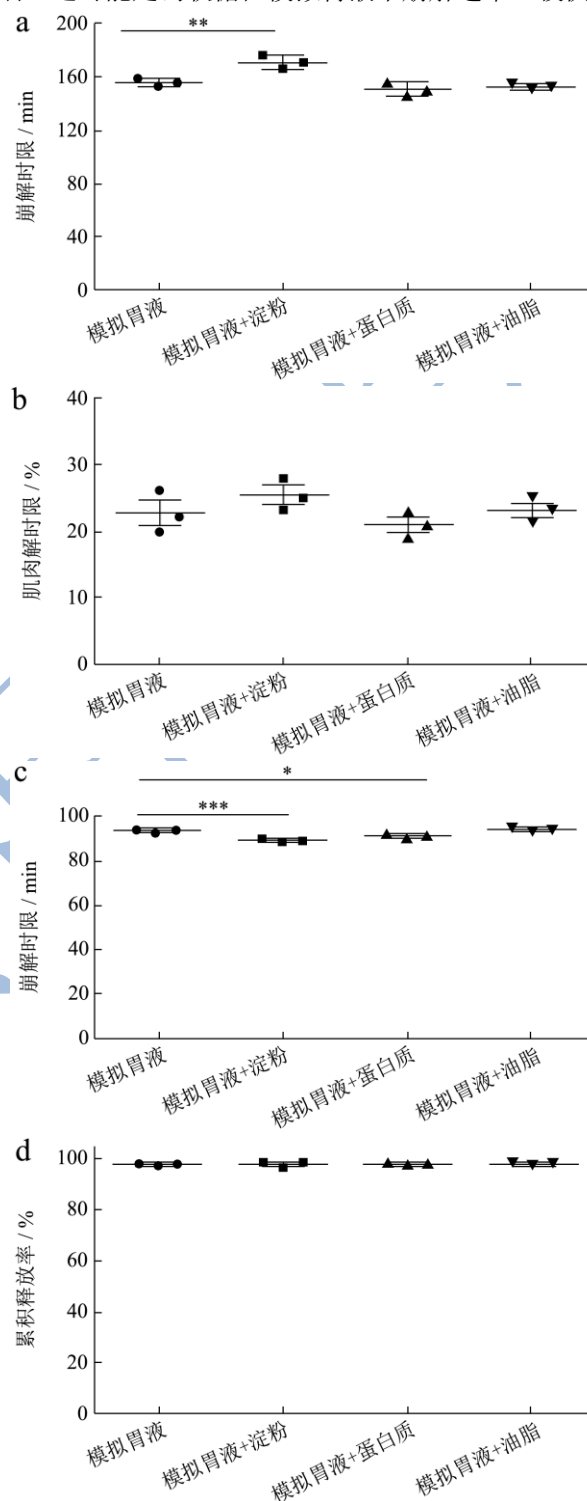 a
**
崩解时限 / min
200
160
120
80
40
0
模拟胃液
模拟胃液+淀粉
模拟胃液+蛋白质
模拟胃液+油脂
b
肌肉解时限 / %
40
30
20
10
0
模拟胃液
模拟胃液+淀粉
模拟胃液+蛋白质
模拟胃液+油脂
c
*
***
崩解时限 / min
100
80
60
40
20
0
模拟胃液
模拟胃液+淀粉
模拟胃液+蛋白质
模拟胃液+油脂
d
累积释放率 / %
100
80
60
40
20
0
模拟胃液
模拟胃液+淀粉
模拟胃液+蛋白质
模拟胃液+油脂